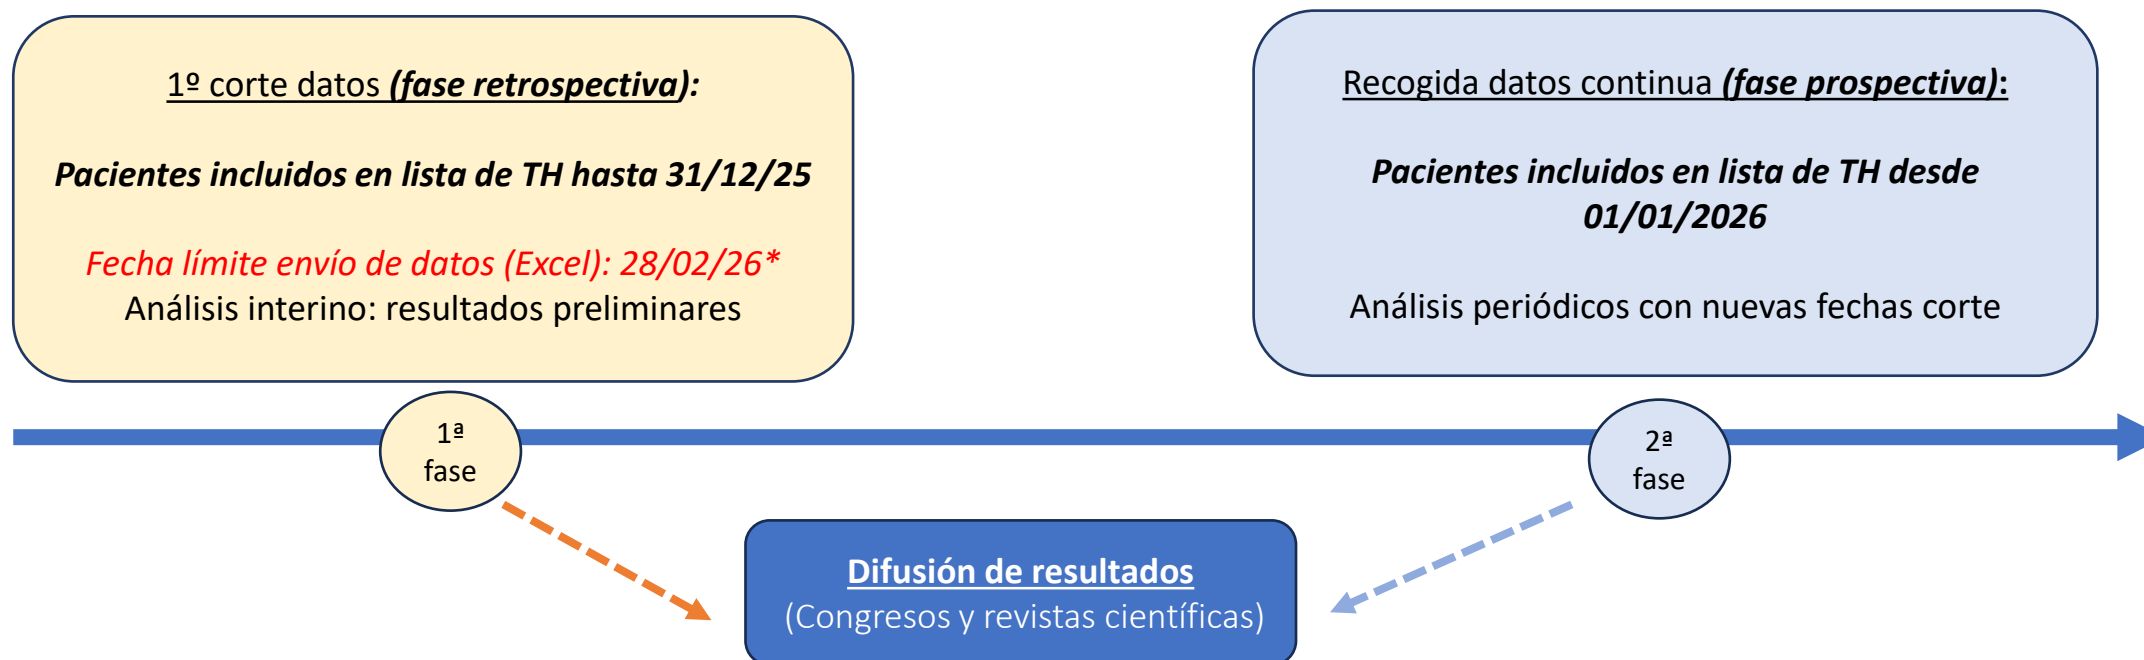 1º corte datos (fase retrospectiva):
Pacientes incluidos en lista de TH hasta 31/12/25
Fecha límite envío de datos (Excel): 28/02/26*
Análisis interino: resultados preliminares
Recogida datos continua (fase prospectiva):
Pacientes incluidos en lista de TH desde
01/01/2026
Análisis periódicos con nuevas fechas corte
1ª
fase
2ª
fase
Difusión de resultados
(Congresos y revistas científicas)